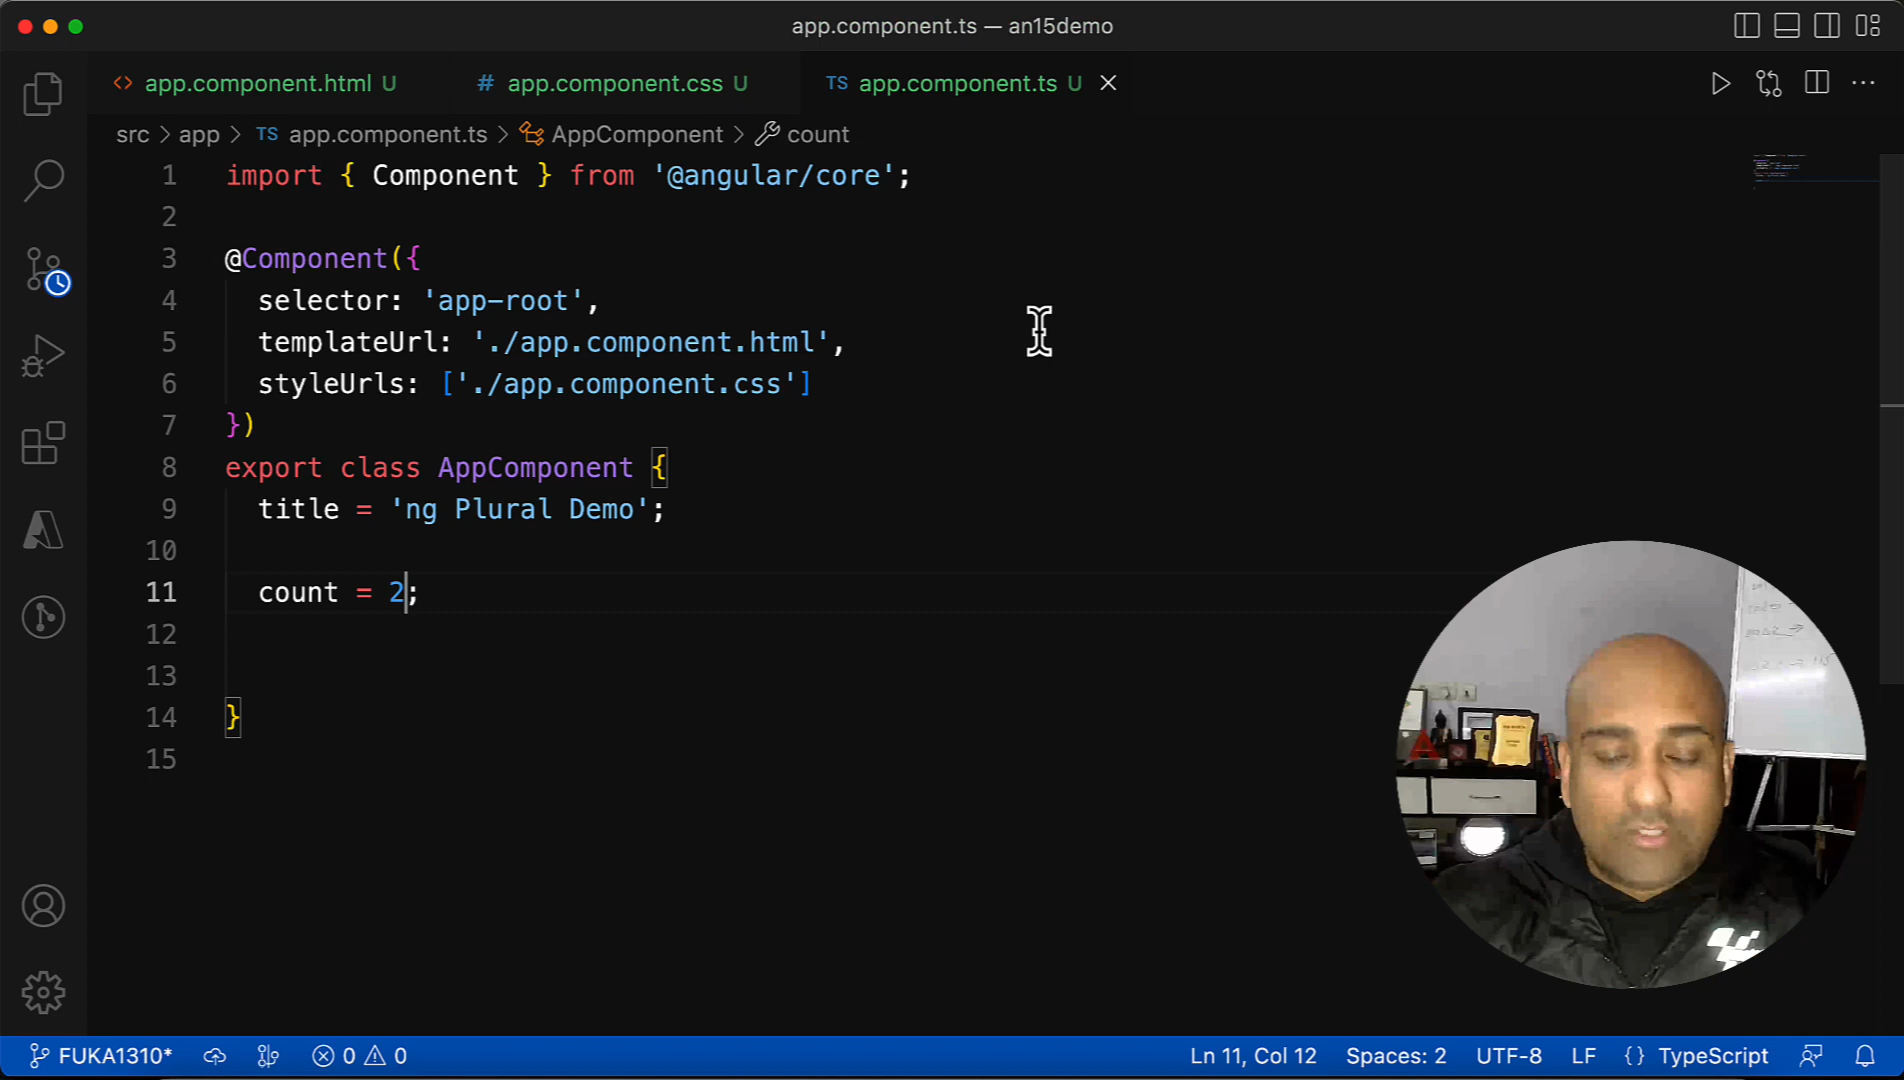 app.component.ts — an15demo
<> app.component.html U # app.component.css U TS app.component.ts U
src > app > TS app.component.ts > AppComponent > count
1 import { Component } from '@angular/core';
2
3 @Component({
4 selector: 'app-root',
5 templateUrl: './app.component.html',
6 styleUrls: ['./app.component.css']
7 })
8 export class AppComponent {
9 title = 'ng Plural Demo';
10
11 count = 2;
12
13
14 }
15
FUKA1310* 0 0 Ln 11, Col 12 Spaces: 2 UTF-8 LF {} TypeScript